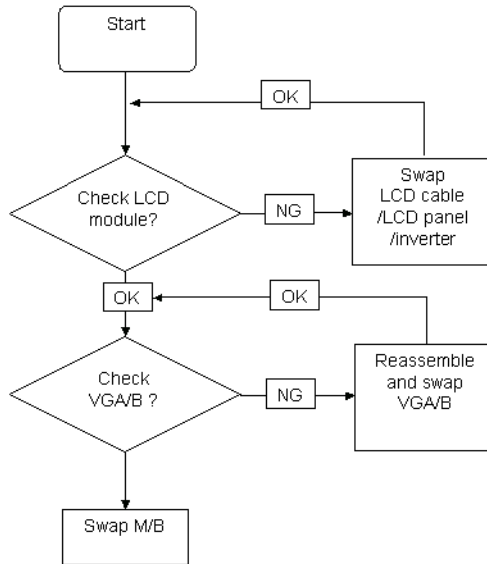 Start
OK
Check LCD
module?
NG
Swap
LCD cable
/LCD panel
/inverter
OK
OK
Check
VGA/B ?
NG
Reassemble
and swap
VGA/B
Swap M/B